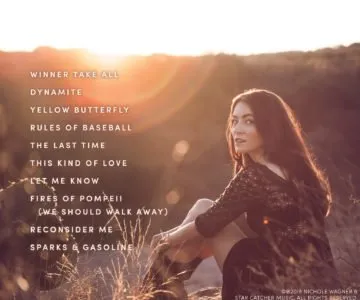 WINNER TAKE ALL
DYNAMITE
YELLOW BUTTERFLY
RULES OF BASEBALL
THE LAST TIME
THIS KIND OF LOVE
LET ME KNOW
FIRES OF POMPEII
(WE SHOULD WALK AWAY)
RECONSIDER ME
SPARKS & GASOLINE
©®2019 NICHOLE WAGNER &
STAR CATCHER MUSIC. ALL RIGHTS RESERVED